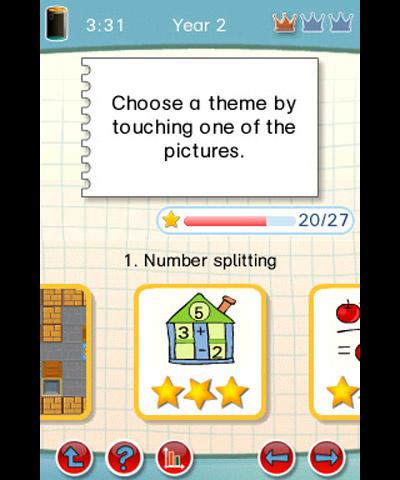 3:31 Year 2
Choose a theme by
touching one of the
pictures.
20/27
1. Number splitting
5
3 +
- 2
=
?